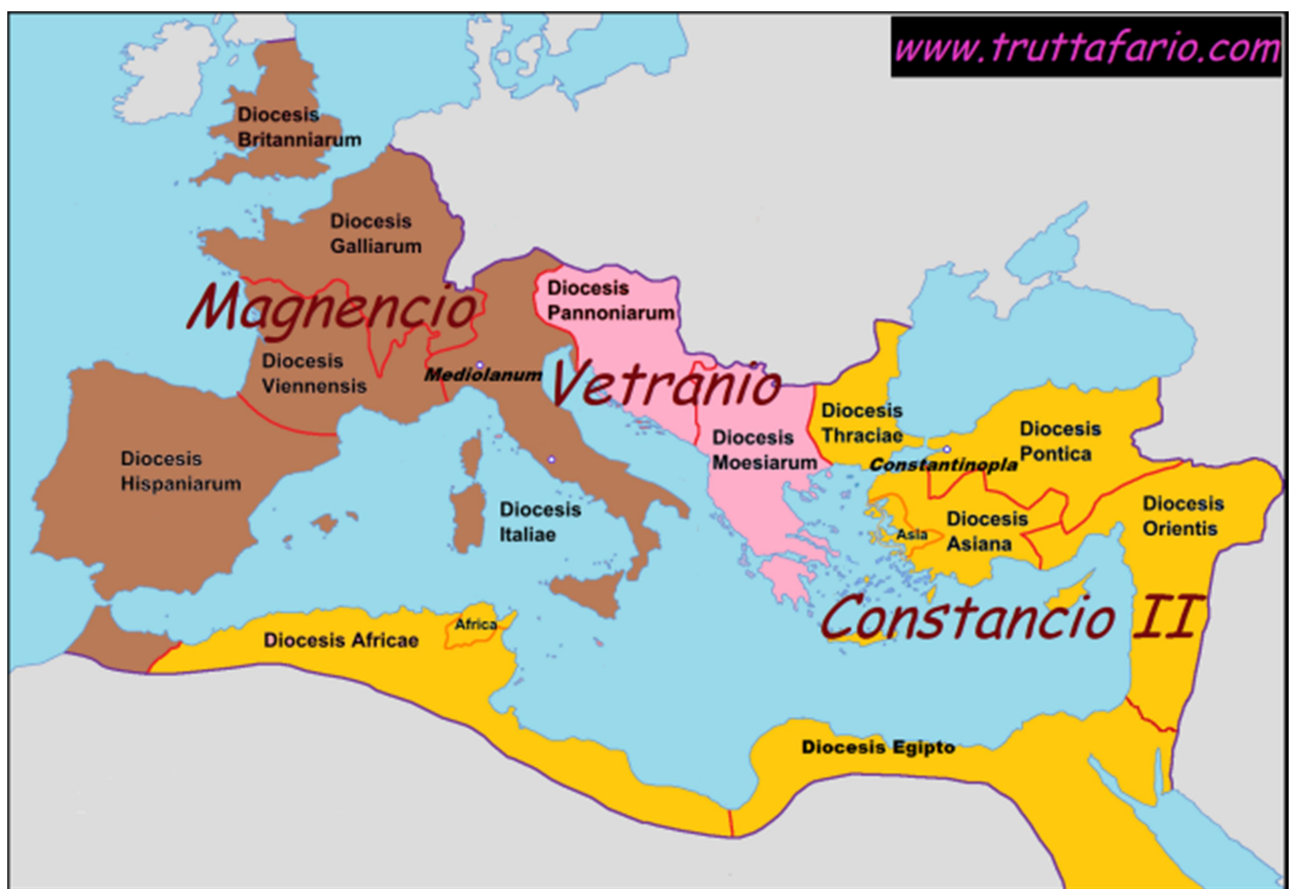 www.truttafario.com
Diocesis
Britanniarum
Diocesis
Galliarum
Magnencio
Diocesis
Pannoniarum
Diocesis
Viennensis
Mediolanum
Vetranio
Diocesis
Hispaniarum
Diocesis
Moesiarum
Diocesis
Thraciae
Constantinopla
Diocesis
Pontica
Diocesis
Italiae
Asia
Diocesis
Asiana
Diocesis
Orientis
Constancio II
Diocesis Africae
Africa
Diocesis Egipto